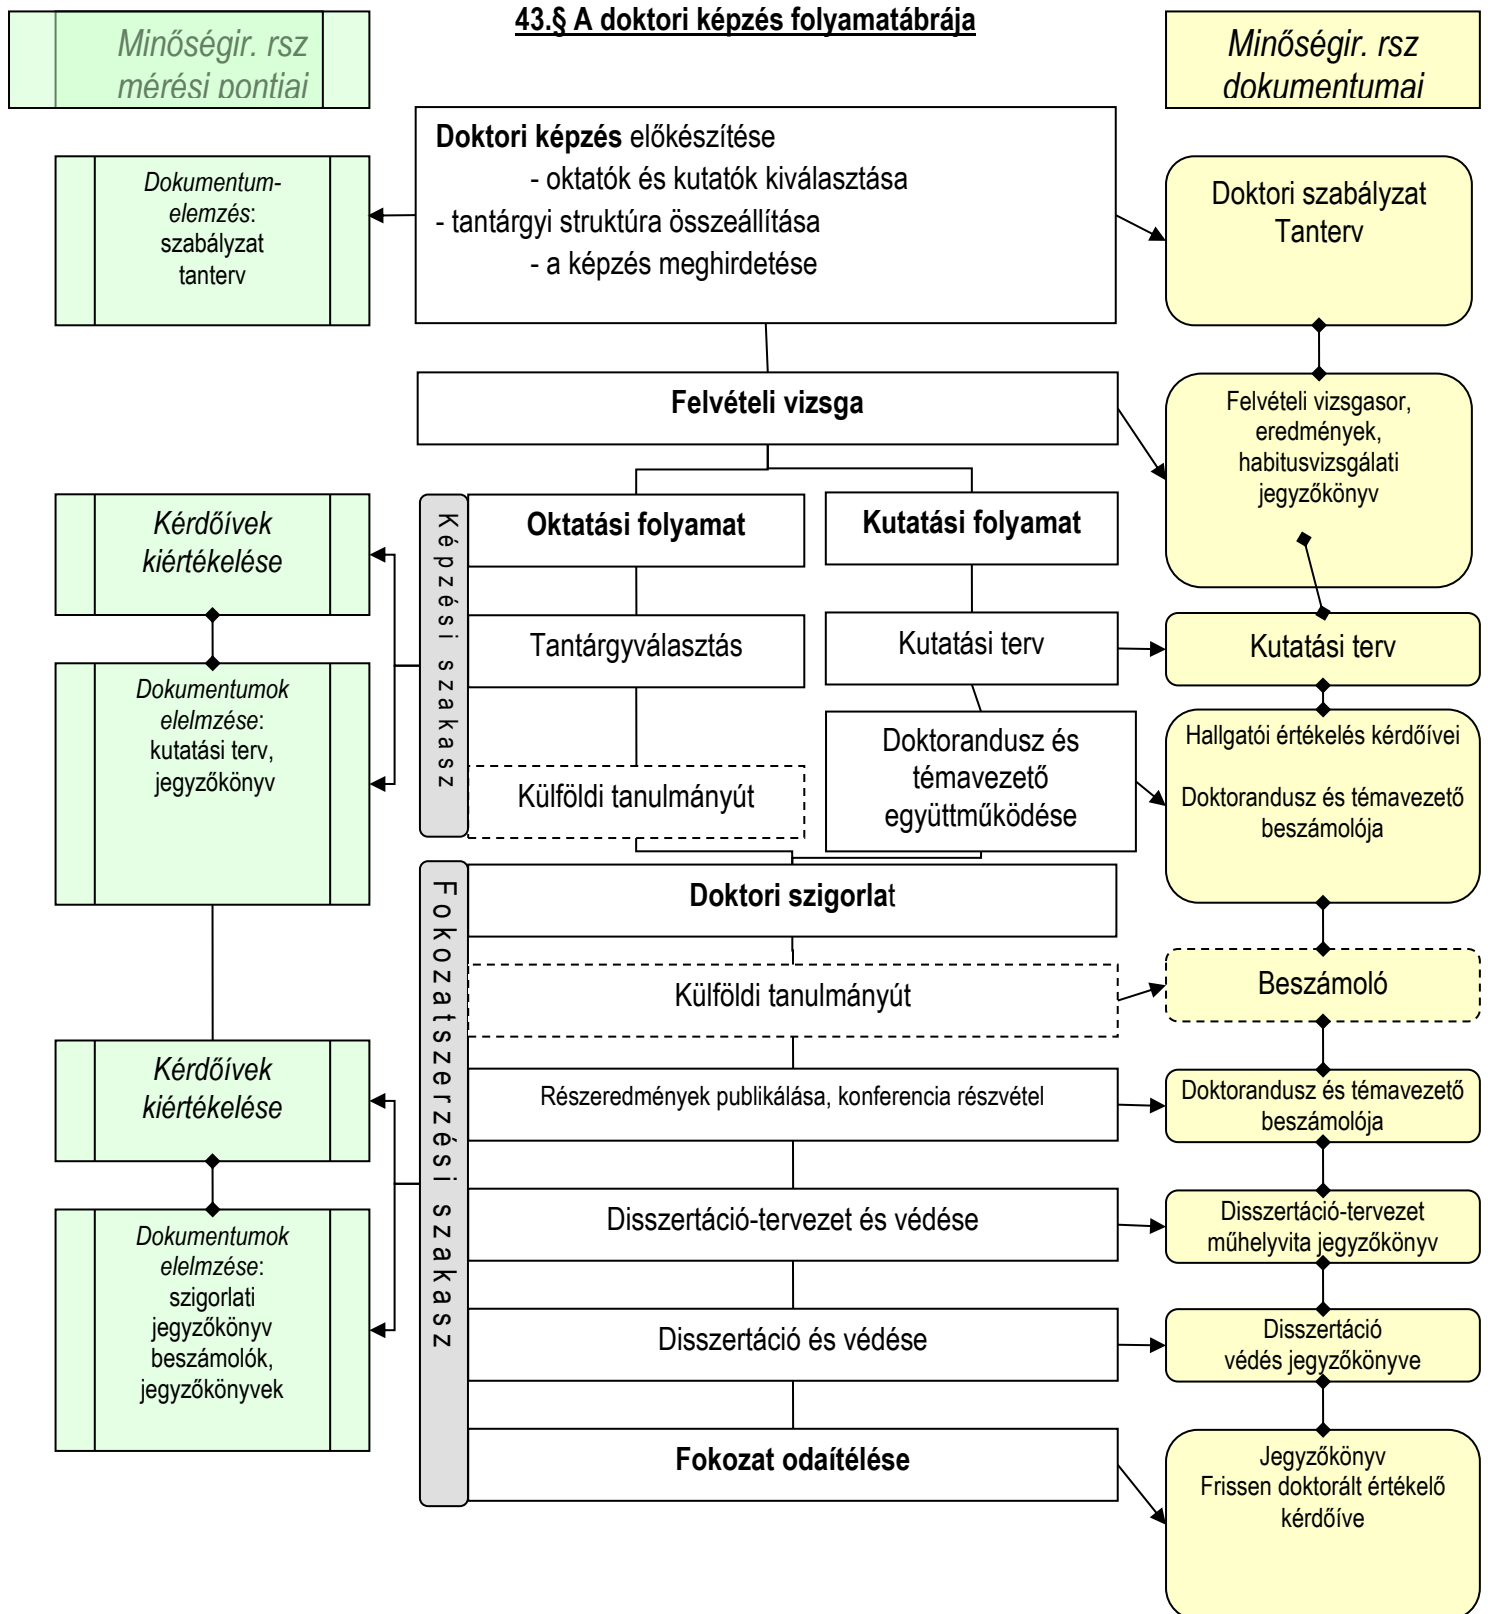 43.§ A doktori képzés folyamatábrája
Minőségir. rsz
mérési pontjai
Minőségir. rsz
dokumentumai
Doktori képzés előkészítése
- oktatók és kutatók kiválasztása
- tantárgyi struktúra összeállítása
- a képzés meghirdetése
Dokumentum-
elemzés:
szabályzat
tanterv
Doktori szabályzat
Tanterv
Felvételi vizsga
Felvételi vizsgasor,
eredmények,
habitusvizsgálati
jegyzőkönyv
Képzési szakasz
Oktatási folyamat
Kutatási folyamat
Kérdőívek
kiértékelése
Tantárgyválasztás
Kutatási terv
Kutatási terv
Dokumentumok
elelmzése:
kutatási terv,
jegyzőkönyv
Külföldi tanulmányút
Doktorandusz és
témavezető
együttműködése
Hallgatói értékelés kérdőívei
Doktorandusz és témavezető
beszámolója
Fokozatszerzési szakasz
Doktori szigorlat
Külföldi tanulmányút
Beszámoló
Kérdőívek
kiértékelése
Részeredmények publikálása, konferencia részvétel
Doktorandusz és témavezető
beszámolója
Dokumentumok
elelmzése:
szigorlati
jegyzőkönyv
beszámolók,
jegyzőkönyvek
Disszertáció-tervezet és védése
Disszertáció-tervezet
műhelyvita jegyzőkönyv
Disszertáció és védése
Disszertáció
védés jegyzőkönyve
Fokozat odaítélése
Jegyzőkönyv
Frissen doktorált értékelő
kérdőíve